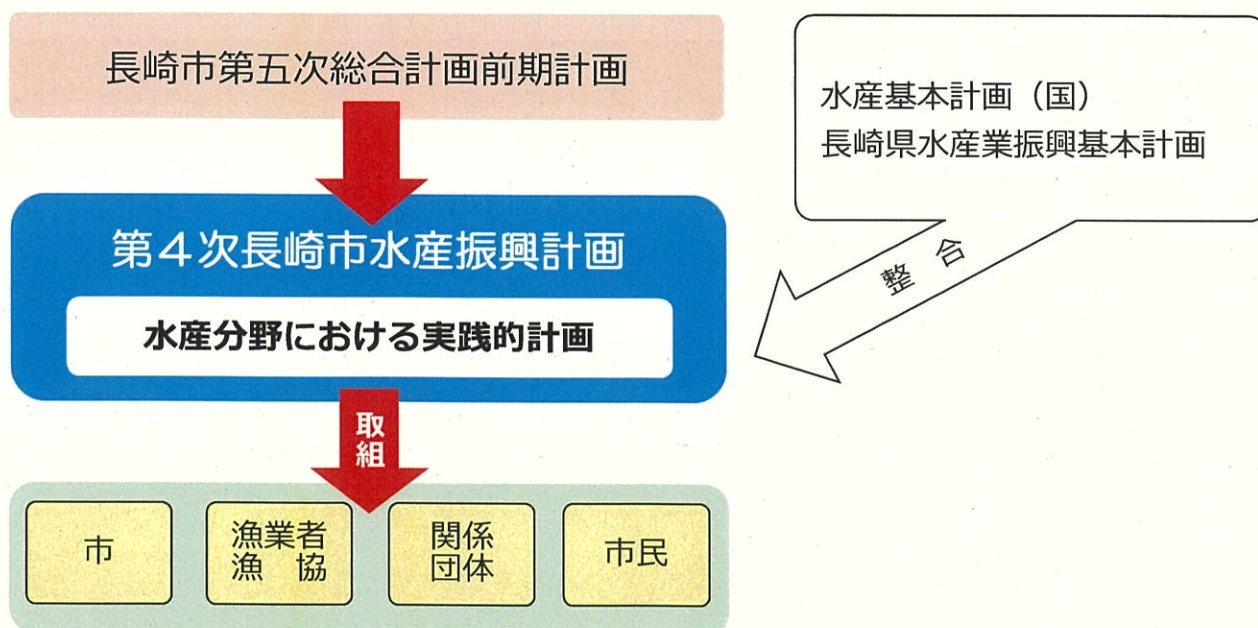 長崎市第五次総合計画前期計画
水産基本計画（国）
長崎県水産業振興基本計画
整合
第４次長崎市水産振興計画
水産分野における実践的計画
取組
市
漁業者
漁　協
関係
団体
市民